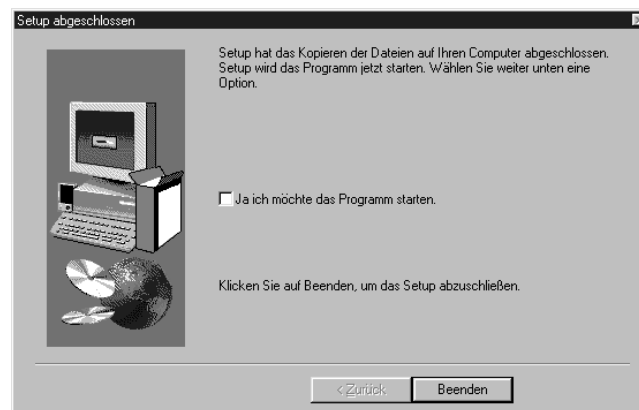 Setup abgeschlossen
Setup hat das Kopieren der Dateien auf Ihren Computer abgeschlossen.
Setup wird das Programm jetzt starten. Wählen Sie weiter unten eine
Option.
Ja ich möchte das Programm starten.
Klicken Sie auf Beenden, um das Setup abzuschließen.
< Zurück
Beenden